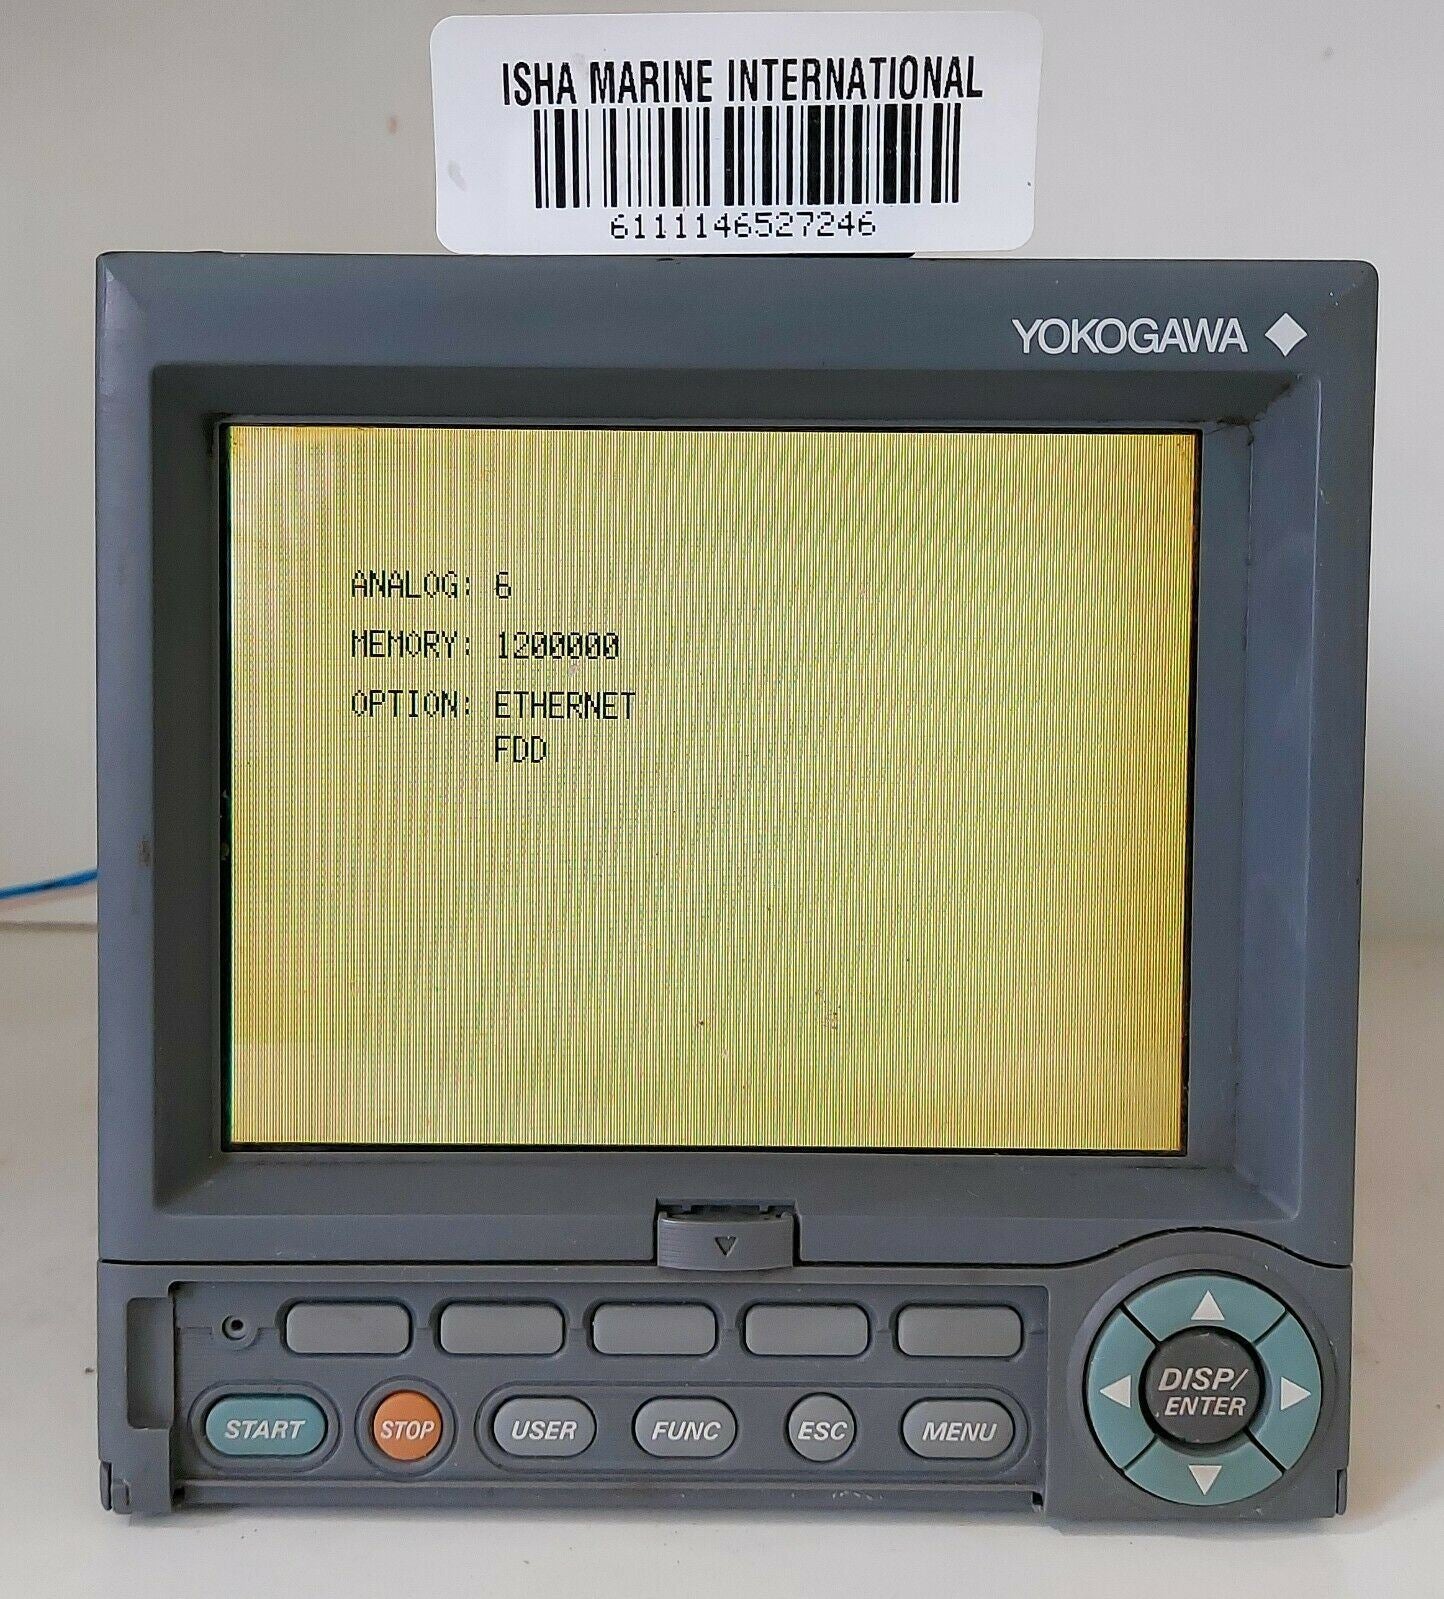 ISHA MARINE INTERNATIONAL
6111146527246
YOKOGAWA
ANALOG: 6
MEMORY: 1200000
OPTION: ETHERNET
FDD
START STOP USER FUNC ESC MENU
DISP/
ENTER